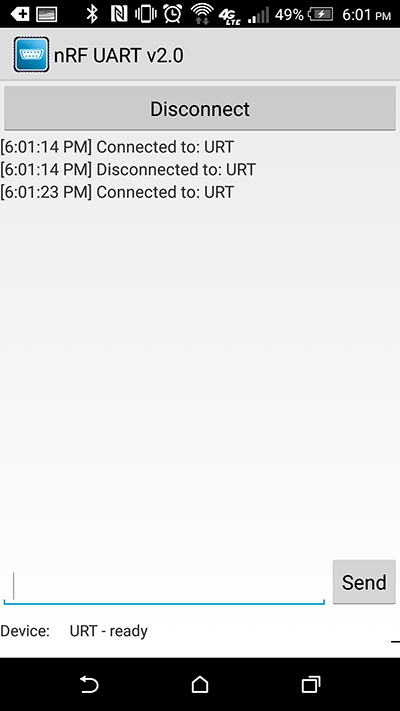 4G LTE 49% 6:01 PM
nRF UART v2.0
Disconnect
[6:01:14 PM] Connected to: URT
[6:01:14 PM] Disconnected to: URT
[6:01:23 PM] Connected to: URT
Send
Device: URT - ready